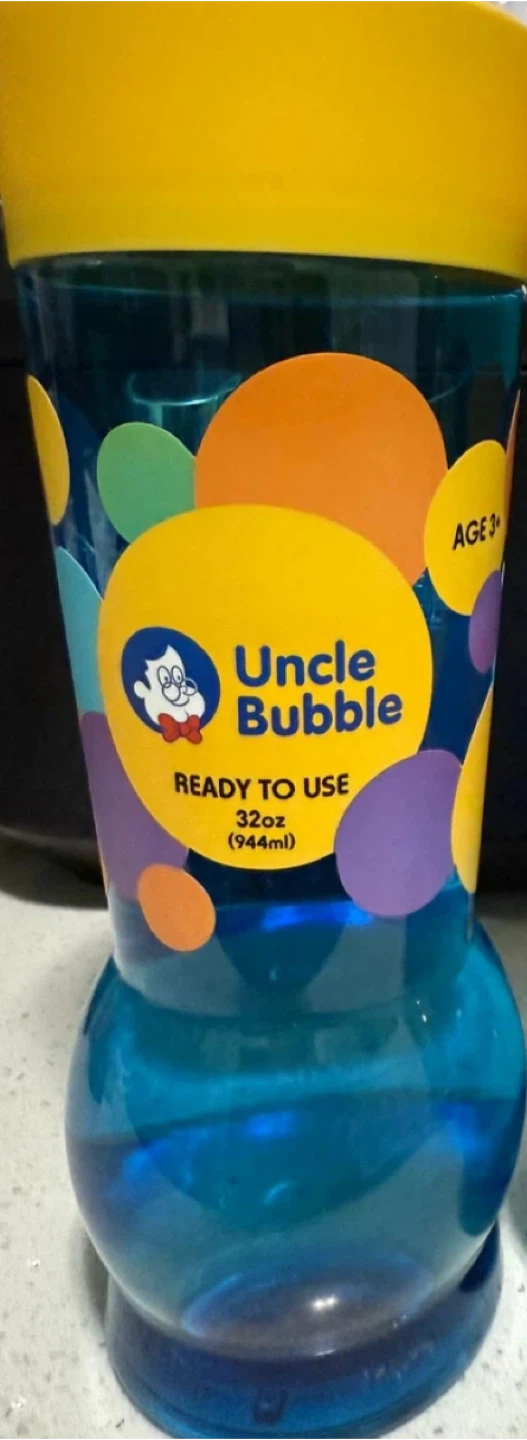 AGE 3+
Uncle
Bubble
READY TO USE
32oz
(944ml)